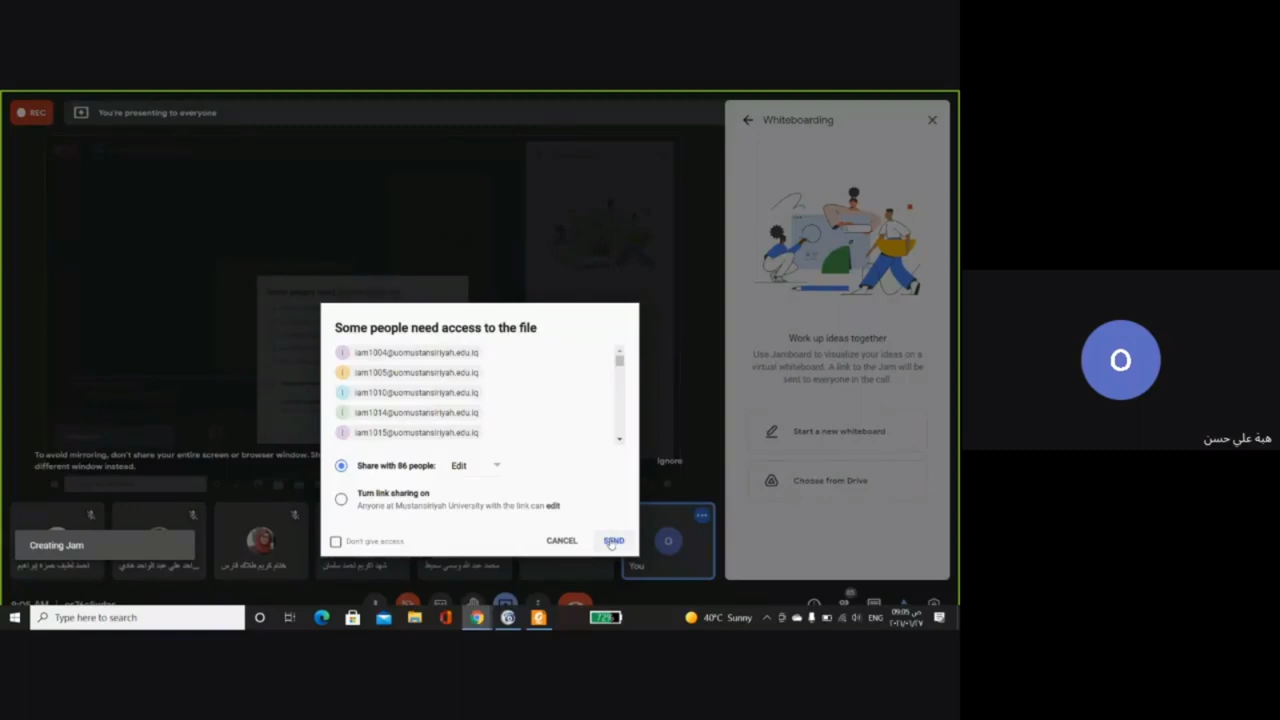 REC
You're presenting to everyone
Whiteboarding
Work up ideas together
Use Jamboard to visualize your ideas on a
virtual whiteboard. A link to the Jam will be
sent to everyone in the call.
Start a new whiteboard
Choose from Drive
Some people need access to the file
iam1004@uomustansiriyah.edu.iq
iam1005@uomustansiriyah.edu.iq
iam1010@uomustansiriyah.edu.iq
iam1014@uomustansiriyah.edu.iq
iam1015@uomustansiriyah.edu.iq
Share with 86 people:
Edit
Turn link sharing on
Anyone at Mustansiriyah University with the link can edit
Don't give access
CANCEL
SEND
To avoid mirroring, don't share your entire screen or browser window.
different window instead.
Ignore
Creating Jam
You
O
هبة علي حسن
Type here to search
40°C Sunny
ENG
09:05 ص